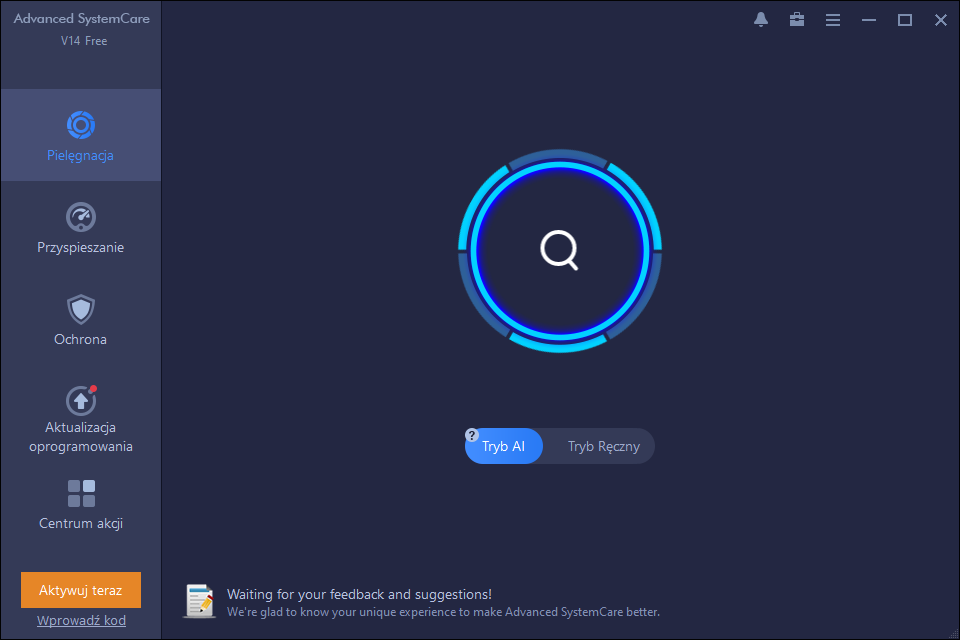 Advanced SystemCare
V14 Free
Pielęgnacja
Przyspieszanie
Ochrona
Aktualizacja
oprogramowania
Centrum akcji
Aktywuj teraz
Wprowadź kod
?
Tryb AI
Tryb Ręczny
Waiting for your feedback and suggestions!
We're glad to know your unique experience to make Advanced SystemCare better.